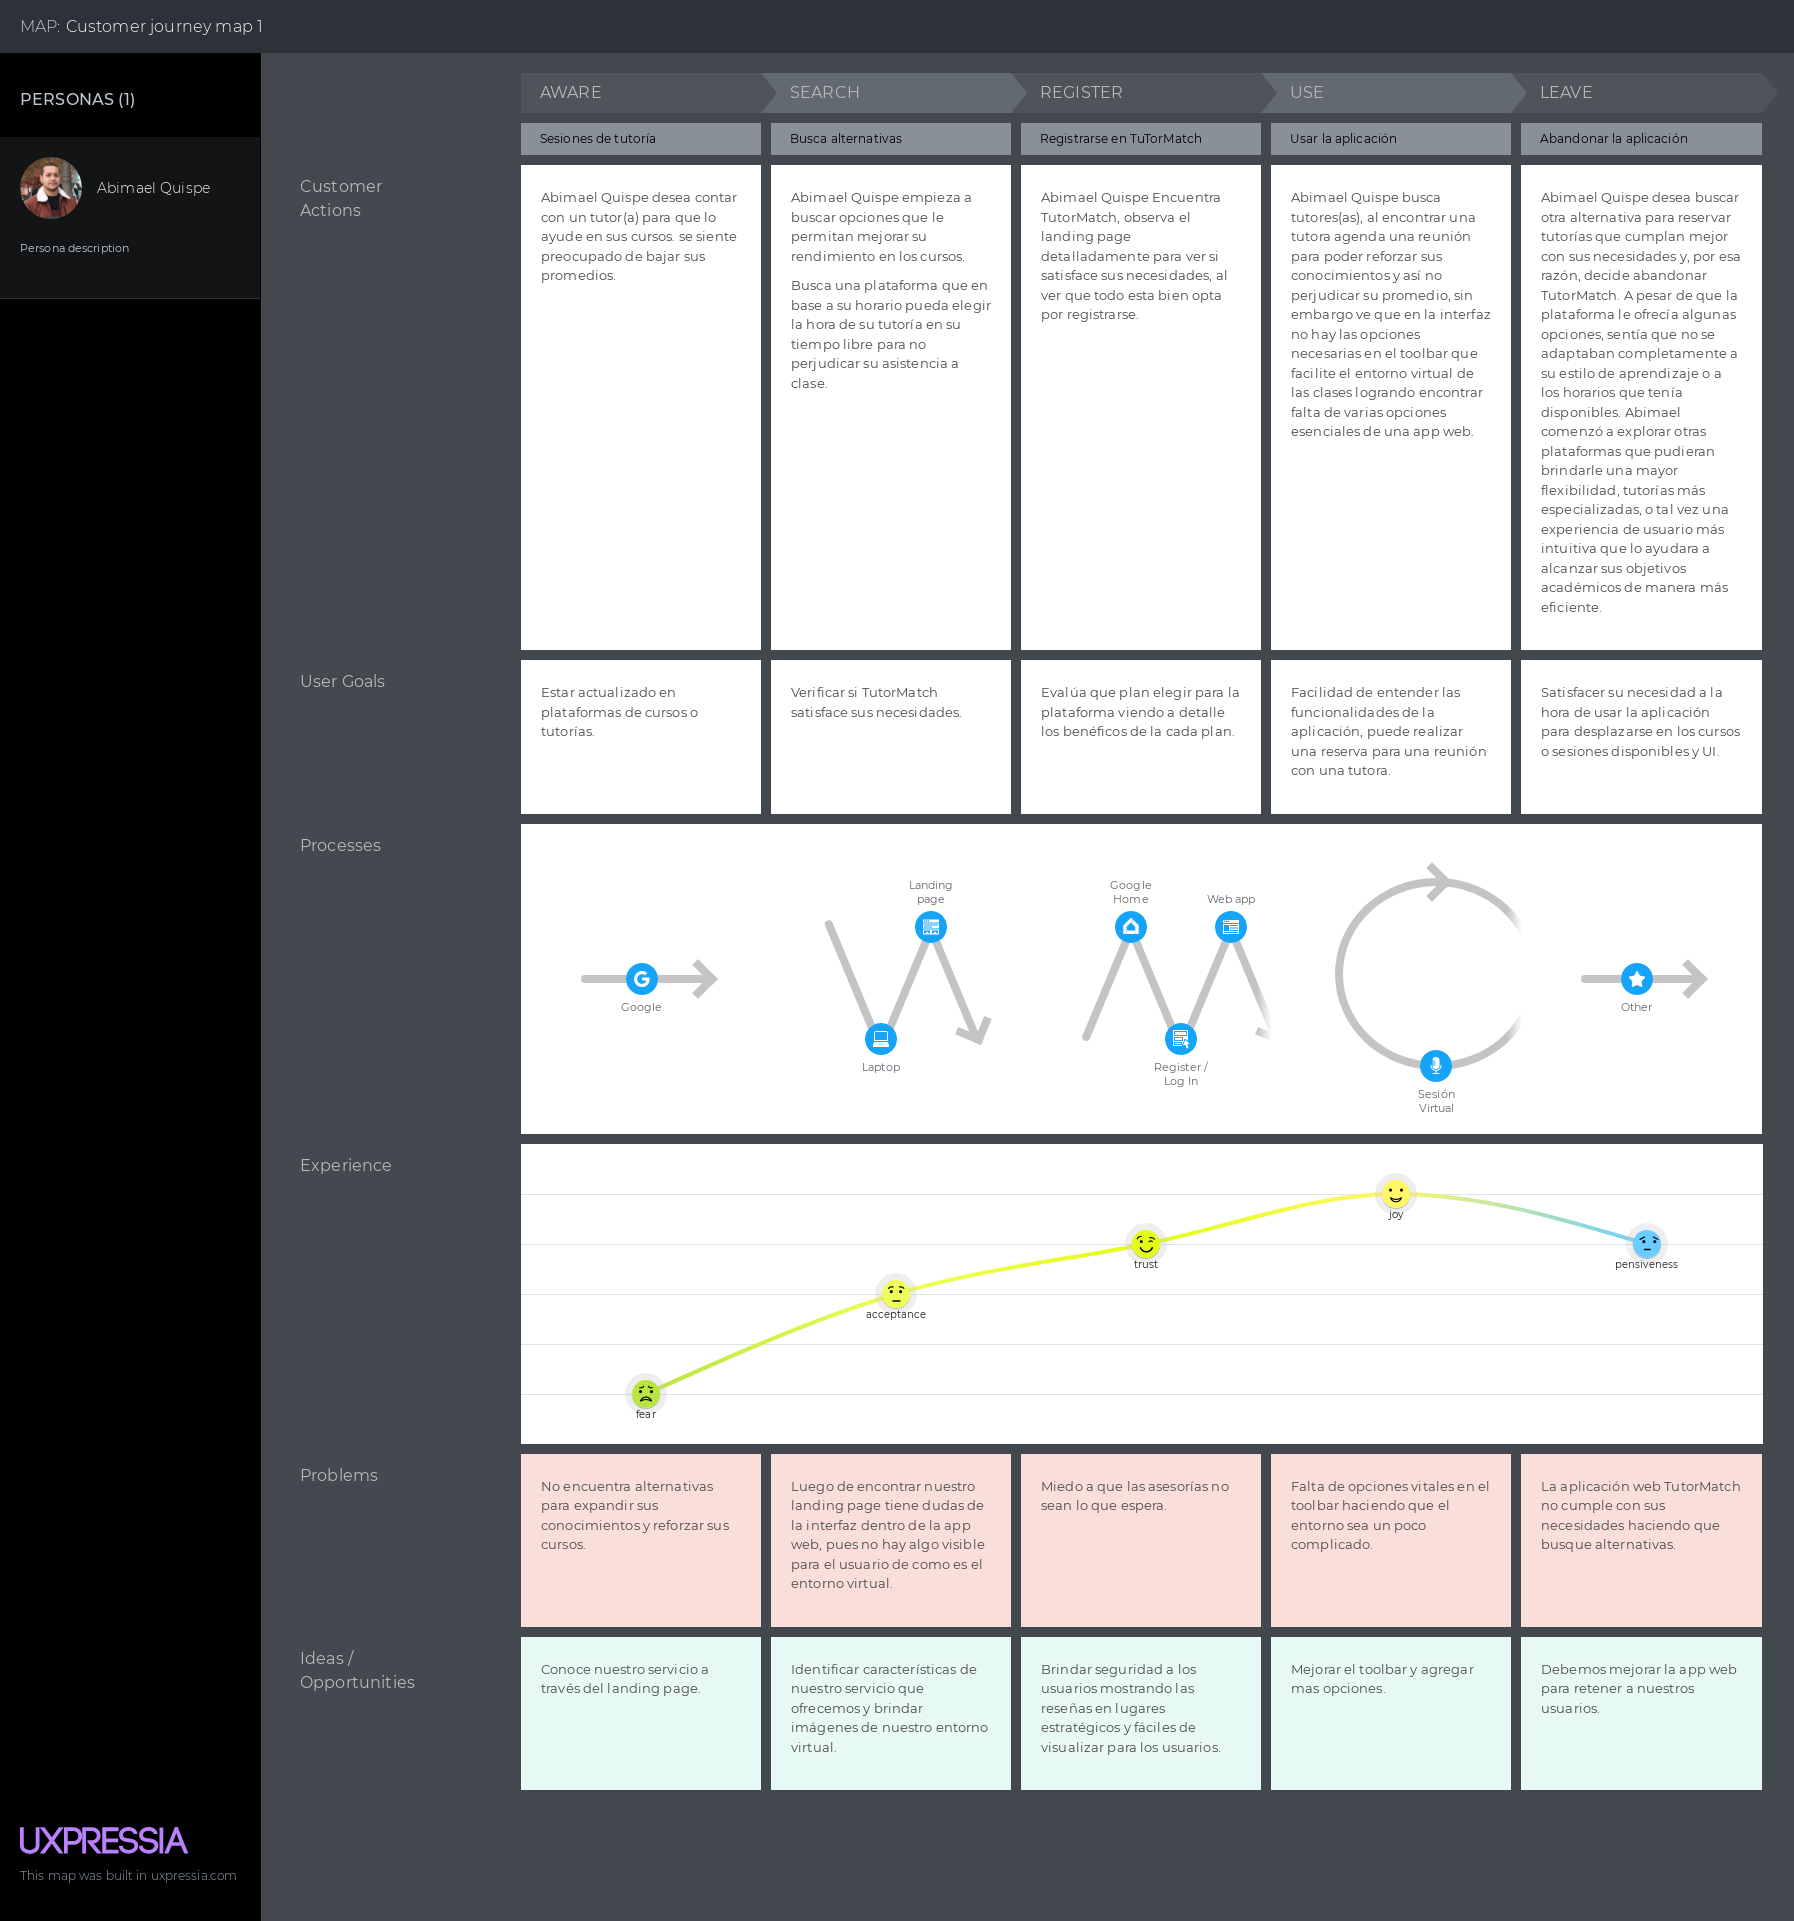 MAP: Customer journey map 1
PERSONAS (1)
Abimael Quispe
Persona description
AWARE
SEARCH
REGISTER
USE
LEAVE
Sesiones de tutoría
Busca alternativas
Registrarse en TuTorMatch
Usar la aplicación
Abandonar la aplicación
Customer
Actions
Abimael Quispe desea contar
con un tutor(a) para que lo
ayude en sus cursos. se siente
preocupado de bajar sus
promedios.
Abimael Quispe empieza a
buscar opciones que le
permitan mejorar su
rendimiento en los cursos.
Busca una plataforma que en
base a su horario pueda elegir
la hora de su tutoría en su
tiempo libre para no
perjudicar su asistencia a
clase.
Abimael Quispe Encuentra
TutorMatch, observa el
landing page
detalladamente para ver si
satisface sus necesidades, al
ver que todo esta bien opta
por registrarse.
Abimael Quispe busca
tutores(as), al encontrar una
tutora agenda una reunión
para poder reforzar sus
conocimientos y así no
perjudicar su promedio, sin
embargo ve que en la interfaz
no hay las opciones
necesarias en el toolbar que
facilite el entorno virtual de
las clases logrando encontrar
falta de varias opciones
esenciales de una app web.
Abimael Quispe desea buscar
otra alternativa para reservar
tutorías que cumplan mejor
con sus necesidades y, por esa
razón, decide abandonar
TutorMatch. A pesar de que la
plataforma le ofrecía algunas
opciones, sentía que no se
adaptaban completamente a
su estilo de aprendizaje o a
los horarios que tenía
disponibles. Abimael
comenzó a explorar otras
plataformas que pudieran
brindarle una mayor
flexibilidad, tutorías más
especializadas, o tal vez una
experiencia de usuario más
intuitiva que lo ayudara a
alcanzar sus objetivos
académicos de manera más
eficiente.
User Goals
Estar actualizado en
plataformas de cursos o
tutorías.
Verificar si TutorMatch
satisface sus necesidades.
Evalúa que plan elegir para la
plataforma viendo a detalle
los benéficos de la cada plan.
Facilidad de entender las
funcionalidades de la
aplicación, puede realizar
una reserva para una reunión
con una tutora.
Satisfacer su necesidad a la
hora de usar la aplicación
para desplazarse en los cursos
o sesiones disponibles y UI.
Processes
Google
Landing
page
Laptop
Google
Home
Web app
Register /
Log In
Sesión
Virtual
Other
Experience
fear
acceptance
trust
joy
pensiveness
Problems
No encuentra alternativas
para expandir sus
conocimientos y reforzar sus
cursos.
Luego de encontrar nuestro
landing page tiene dudas de
la interfaz dentro de la app
web, pues no hay algo visible
para el usuario de como es el
entorno virtual.
Miedo a que las asesorías no
sean lo que espera.
Falta de opciones vitales en el
toolbar haciendo que el
entorno sea un poco
complicado.
La aplicación web TutorMatch
no cumple con sus
necesidades haciendo que
busque alternativas.
Ideas /
Opportunities
Conoce nuestro servicio a
través del landing page.
Identificar características de
nuestro servicio que
ofrecemos y brindar
imágenes de nuestro entorno
virtual.
Brindar seguridad a los
usuarios mostrando las
reseñas en lugares
estratégicos y fáciles de
visualizar para los usuarios.
Mejorar el toolbar y agregar
mas opciones.
Debemos mejorar la app web
para retener a nuestros
usuarios.
UXPRESSIA
This map was built in uxpressia.com